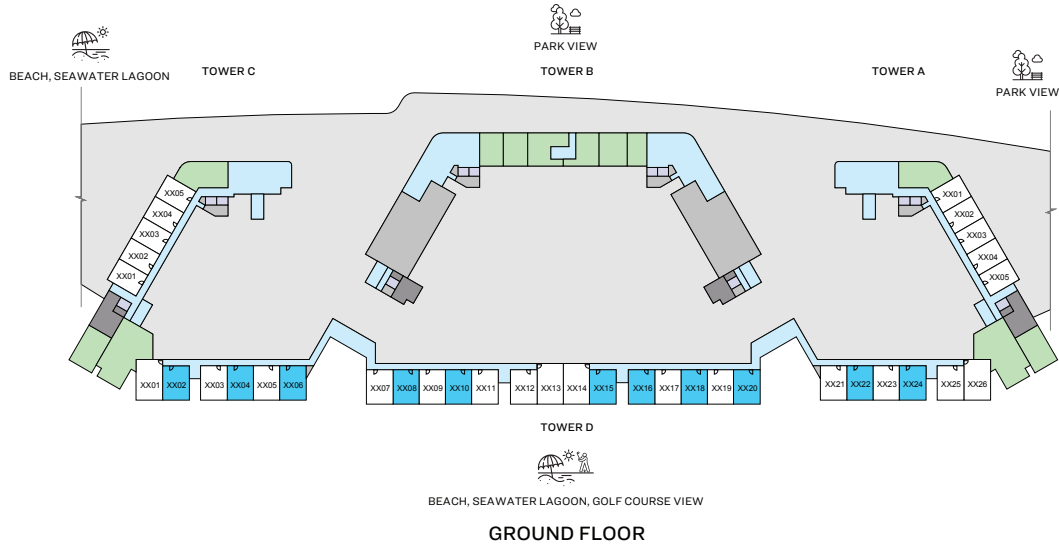 PARK VIEW
BEACH, SEAWATER LAGOON
TOWER C
TOWER B
TOWER A
PARK VIEW
XX05
XX04
XX03
XX02
XX01
XX01
XX02
XX03
XX04
XX05
XX01 XX02 XX03 XX04 XX05 XX06 XX07 XX08 XX09 XX10 XX11 XX12 XX13 XX14 XX15 XX16 XX17 XX18 XX19 XX20 XX21 XX22 XX23 XX24 XX25 XX26
TOWER D
BEACH, SEAWATER LAGOON, GOLF COURSE VIEW
GROUND FLOOR